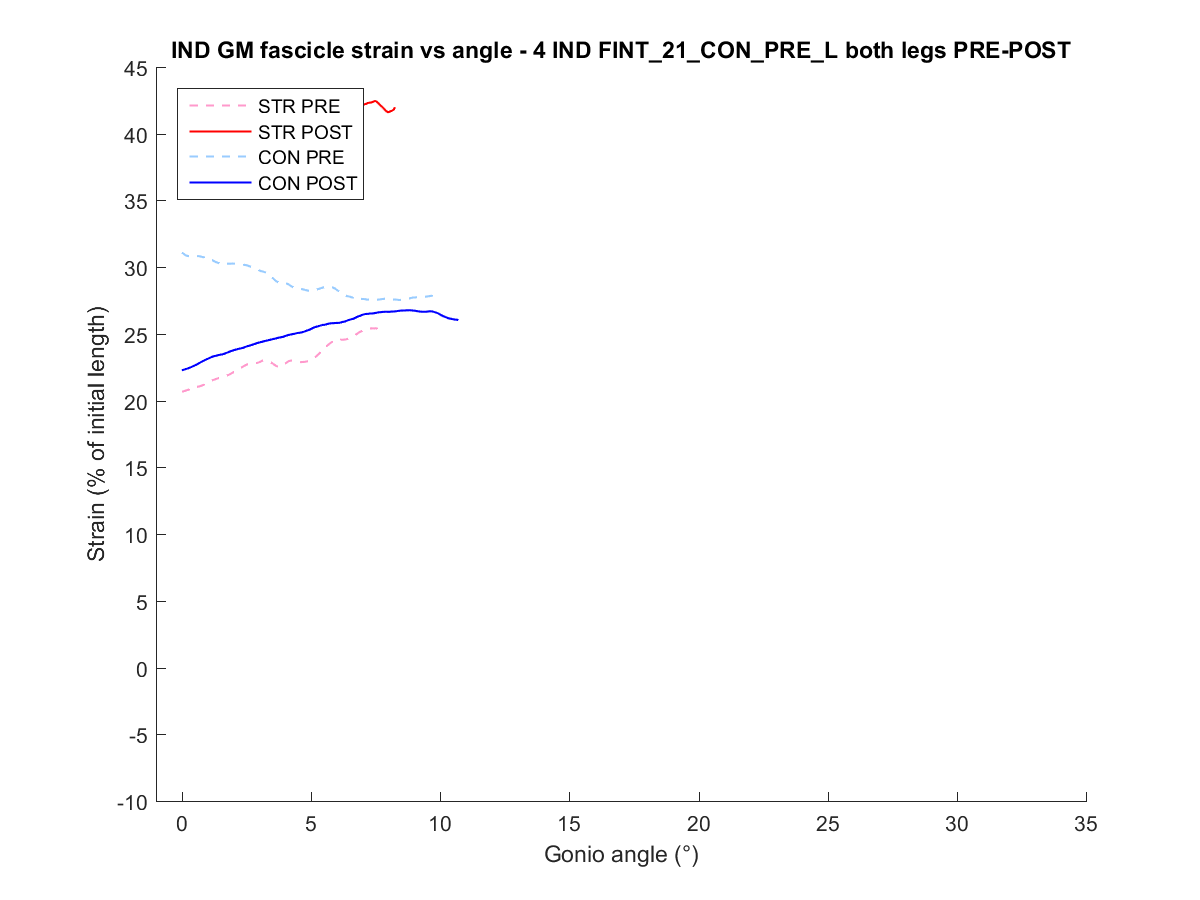 IND GM fascicle strain vs angle - 4 IND FINT_21_CON_PRE_L both legs PRE-POST
45
40
35
30
25
20
15
10
5
0
-5
-10
STR PRE
STR POST
CON PRE
CON POST
Strain (% of initial length)
0 5 10 15 20 25 30 35
Gonio angle (°)